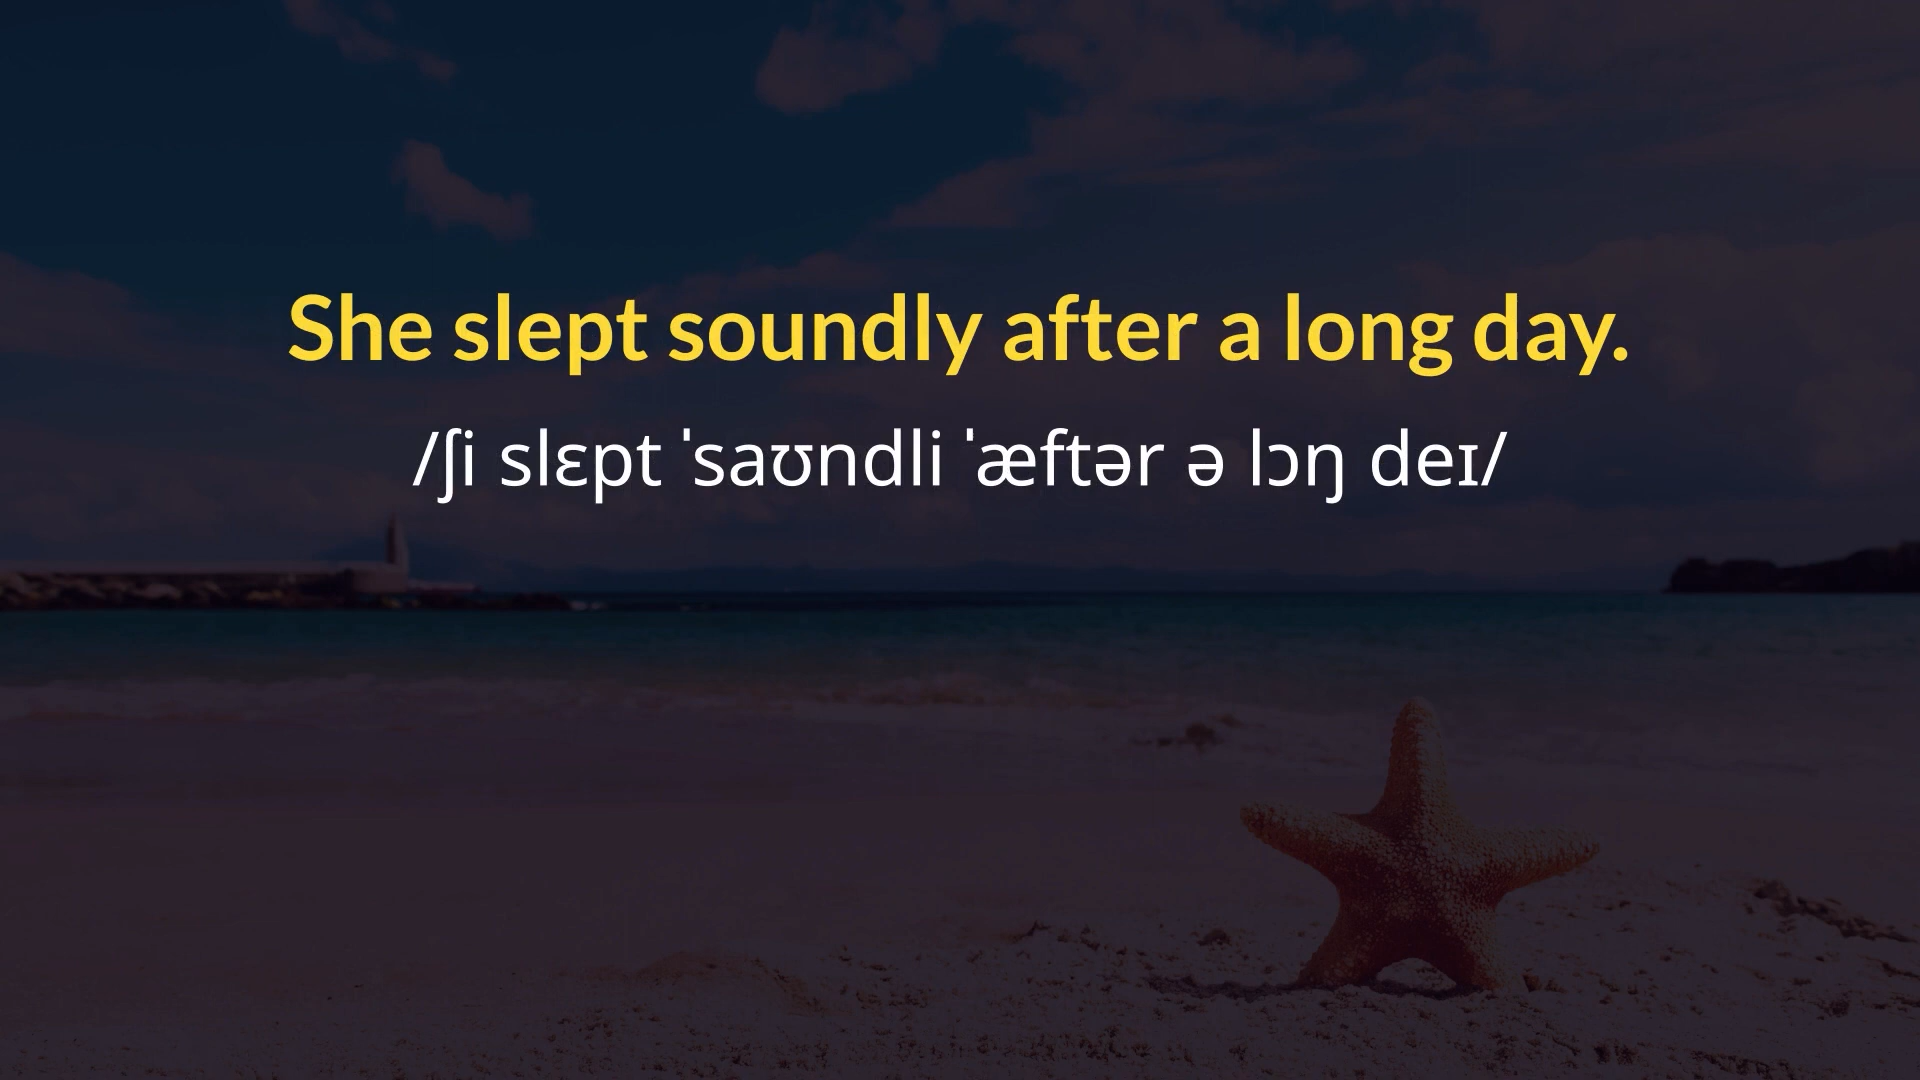 She slept soundly after a long day.
/ʃi slɛpt ˈsaʊndli ˈæftər ə lɔŋ deɪ/